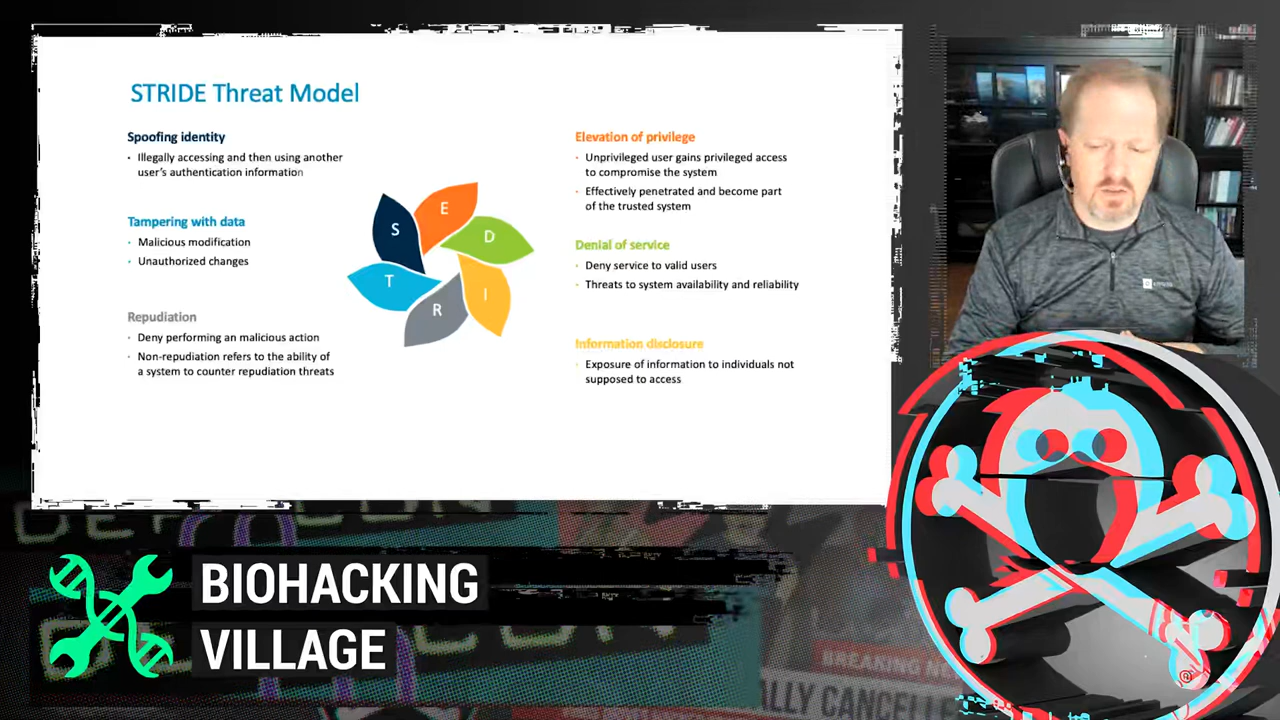 STRIDE Threat Model
Spoofing identity
• Illegally accessing and then using another
user's authentication information
Tampering with data
• Malicious modification
• Unauthorized changes
Repudiation
• Deny performing an malicious action
• Non-repudiation refers to the ability of
a system to counter repudiation threats
S
E
D
T
I
R
Elevation of privilege
• Unprivileged user gains privileged access
to compromise the system
• Effectively penetrated and become part
of the trusted system
Denial of service
• Deny service to valid users
• Threats to system availability and reliability
Information disclosure
• Exposure of information to individuals not
supposed to access
BIOHACKING
VILLAGE
BREAKING
ALLY CANCELLE